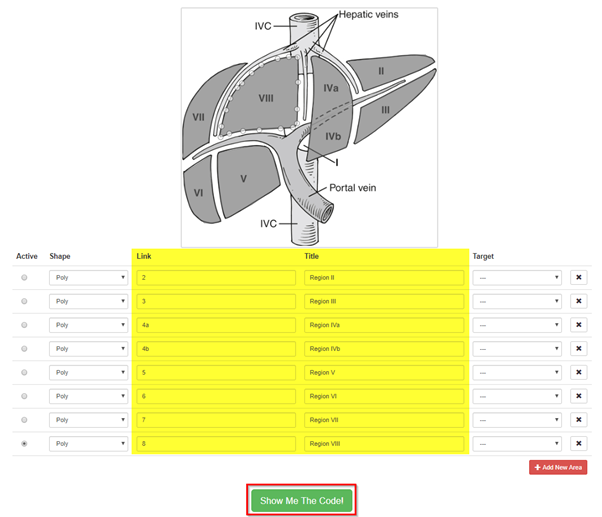 IVC
Hepatic veins
II
VIII
IVa
VII
III
IVb
I
V
VI
Portal vein
IVC
Active Shape Link Title Target
Poly 2 Region II ---
Poly 3 Region III ---
Poly 4a Region IVa ---
Poly 4b Region IVb ---
Poly 5 Region V ---
Poly 6 Region VI ---
Poly 7 Region VII ---
Poly 8 Region VIII ---
Add New Area
Show Me The Code!